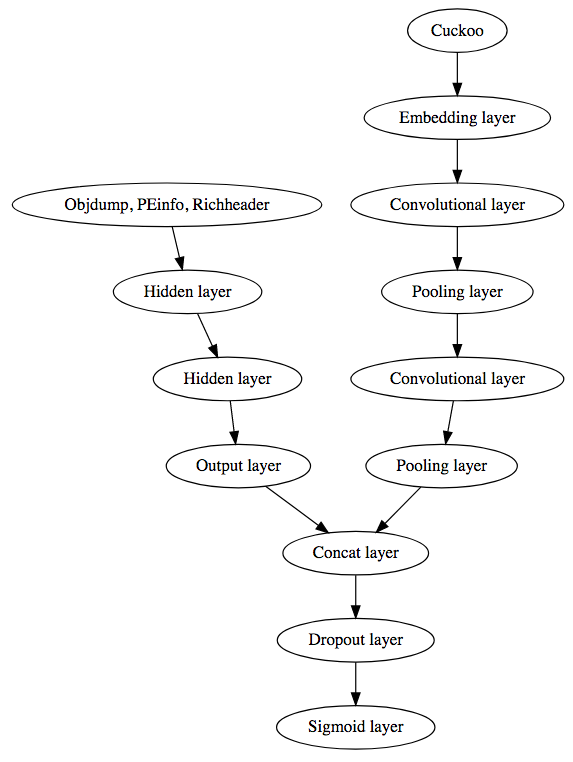 Cuckoo
Embedding layer
Objdump, PEinfo, Richheader
Convolutional layer
Hidden layer
Pooling layer
Hidden layer
Convolutional layer
Output layer
Pooling layer
Concat layer
Dropout layer
Sigmoid layer